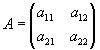 A = ( a11 a12
a21 a22 )